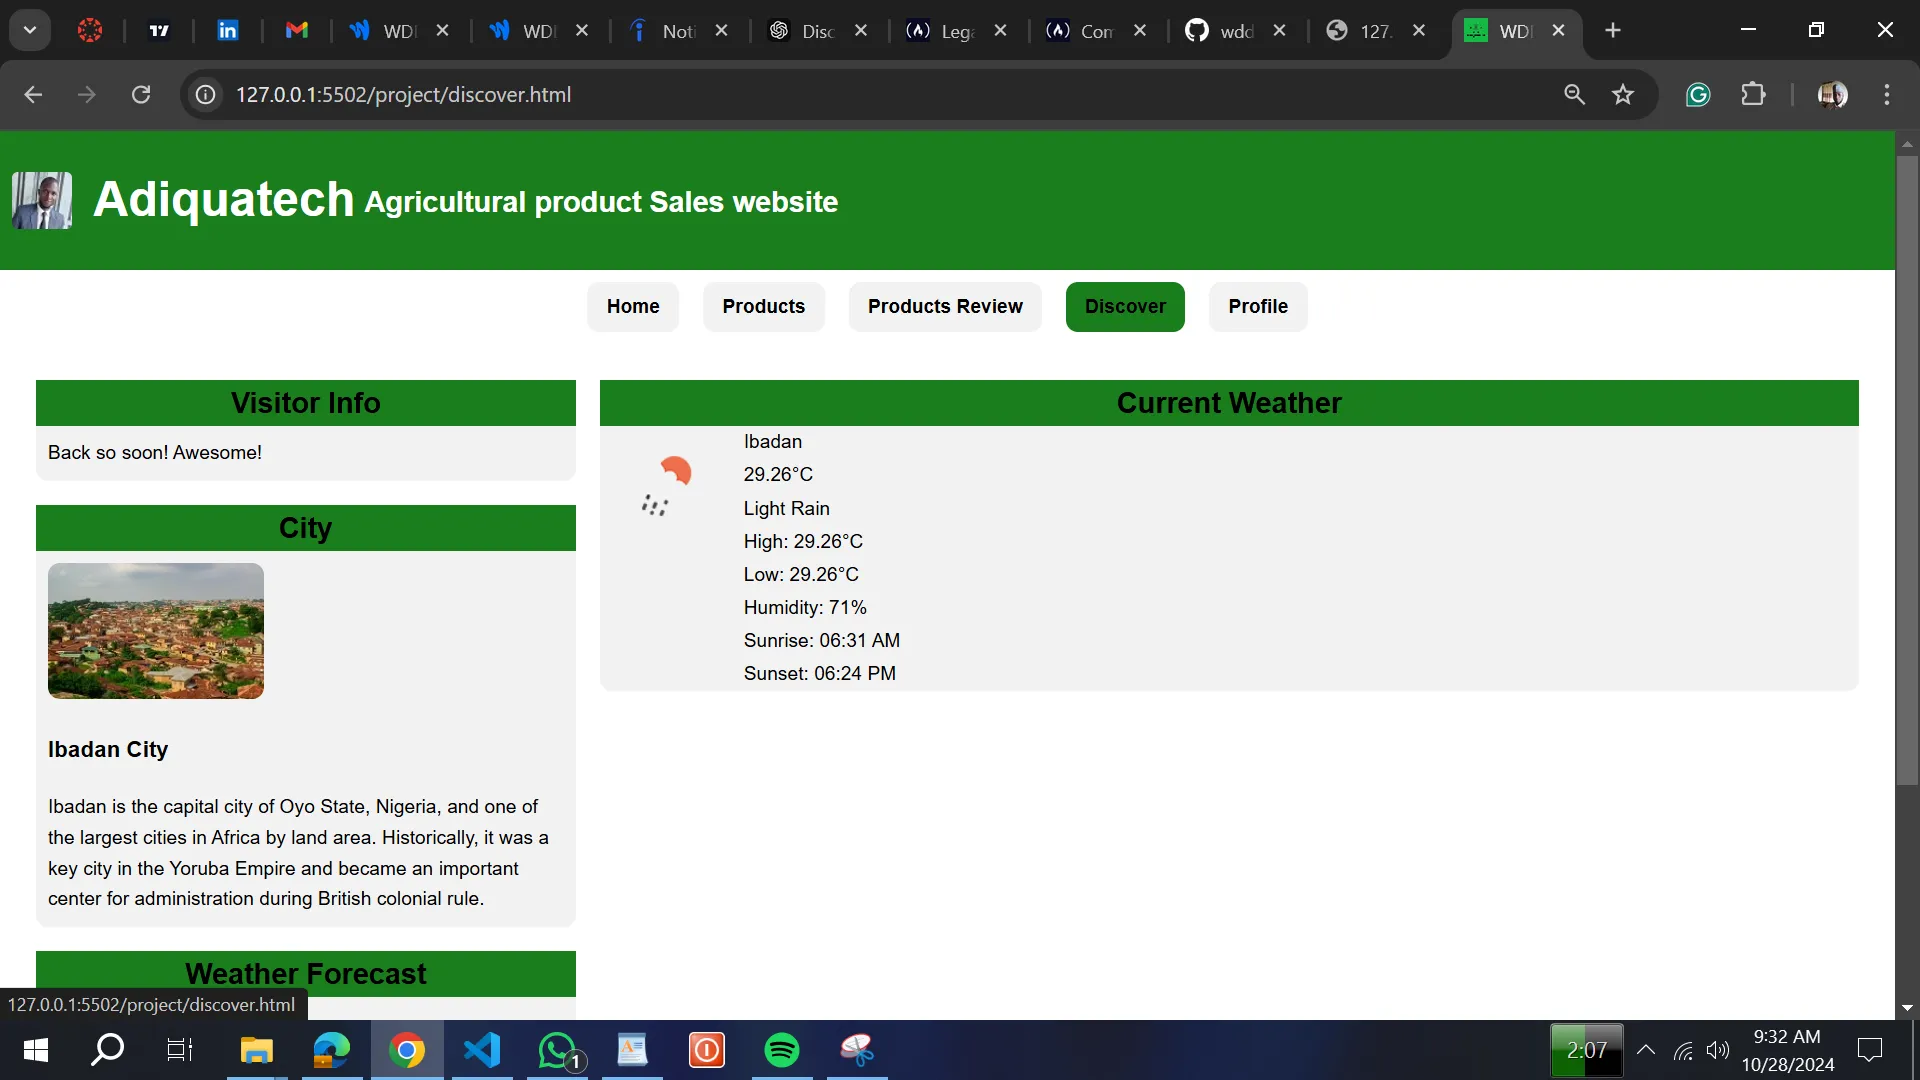 WD
WD
Noti
Disc
Lega
Com
wdd
127.
WD
127.0.0.1:5502/project/discover.html
Adiquatech Agricultural product Sales website
Home
Products
Products Review
Discover
Profile
Visitor Info
Back so soon! Awesome!
City
Ibadan City
Ibadan is the capital city of Oyo State, Nigeria, and one of
the largest cities in Africa by land area. Historically, it was a
key city in the Yoruba Empire and became an important
center for administration during British colonial rule.
Weather Forecast
Current Weather
Ibadan
29.26°C
Light Rain
High: 29.26°C
Low: 29.26°C
Humidity: 71%
Sunrise: 06:31 AM
Sunset: 06:24 PM
127.0.0.1:5502/project/discover.html
1
2:07
9:32 AM
10/28/2024